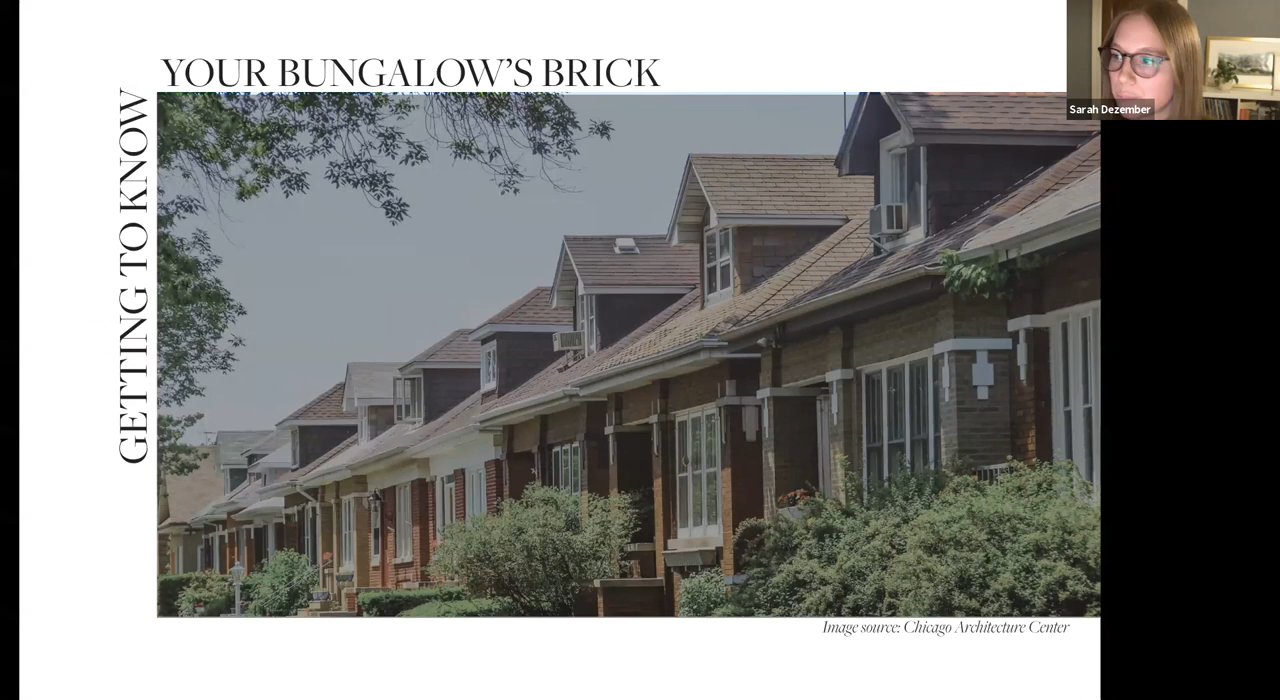 GETTING TO KNOW
YOUR BUNGALOW'S BRICK
Sarah Dezember
Image source: Chicago Architecture Center